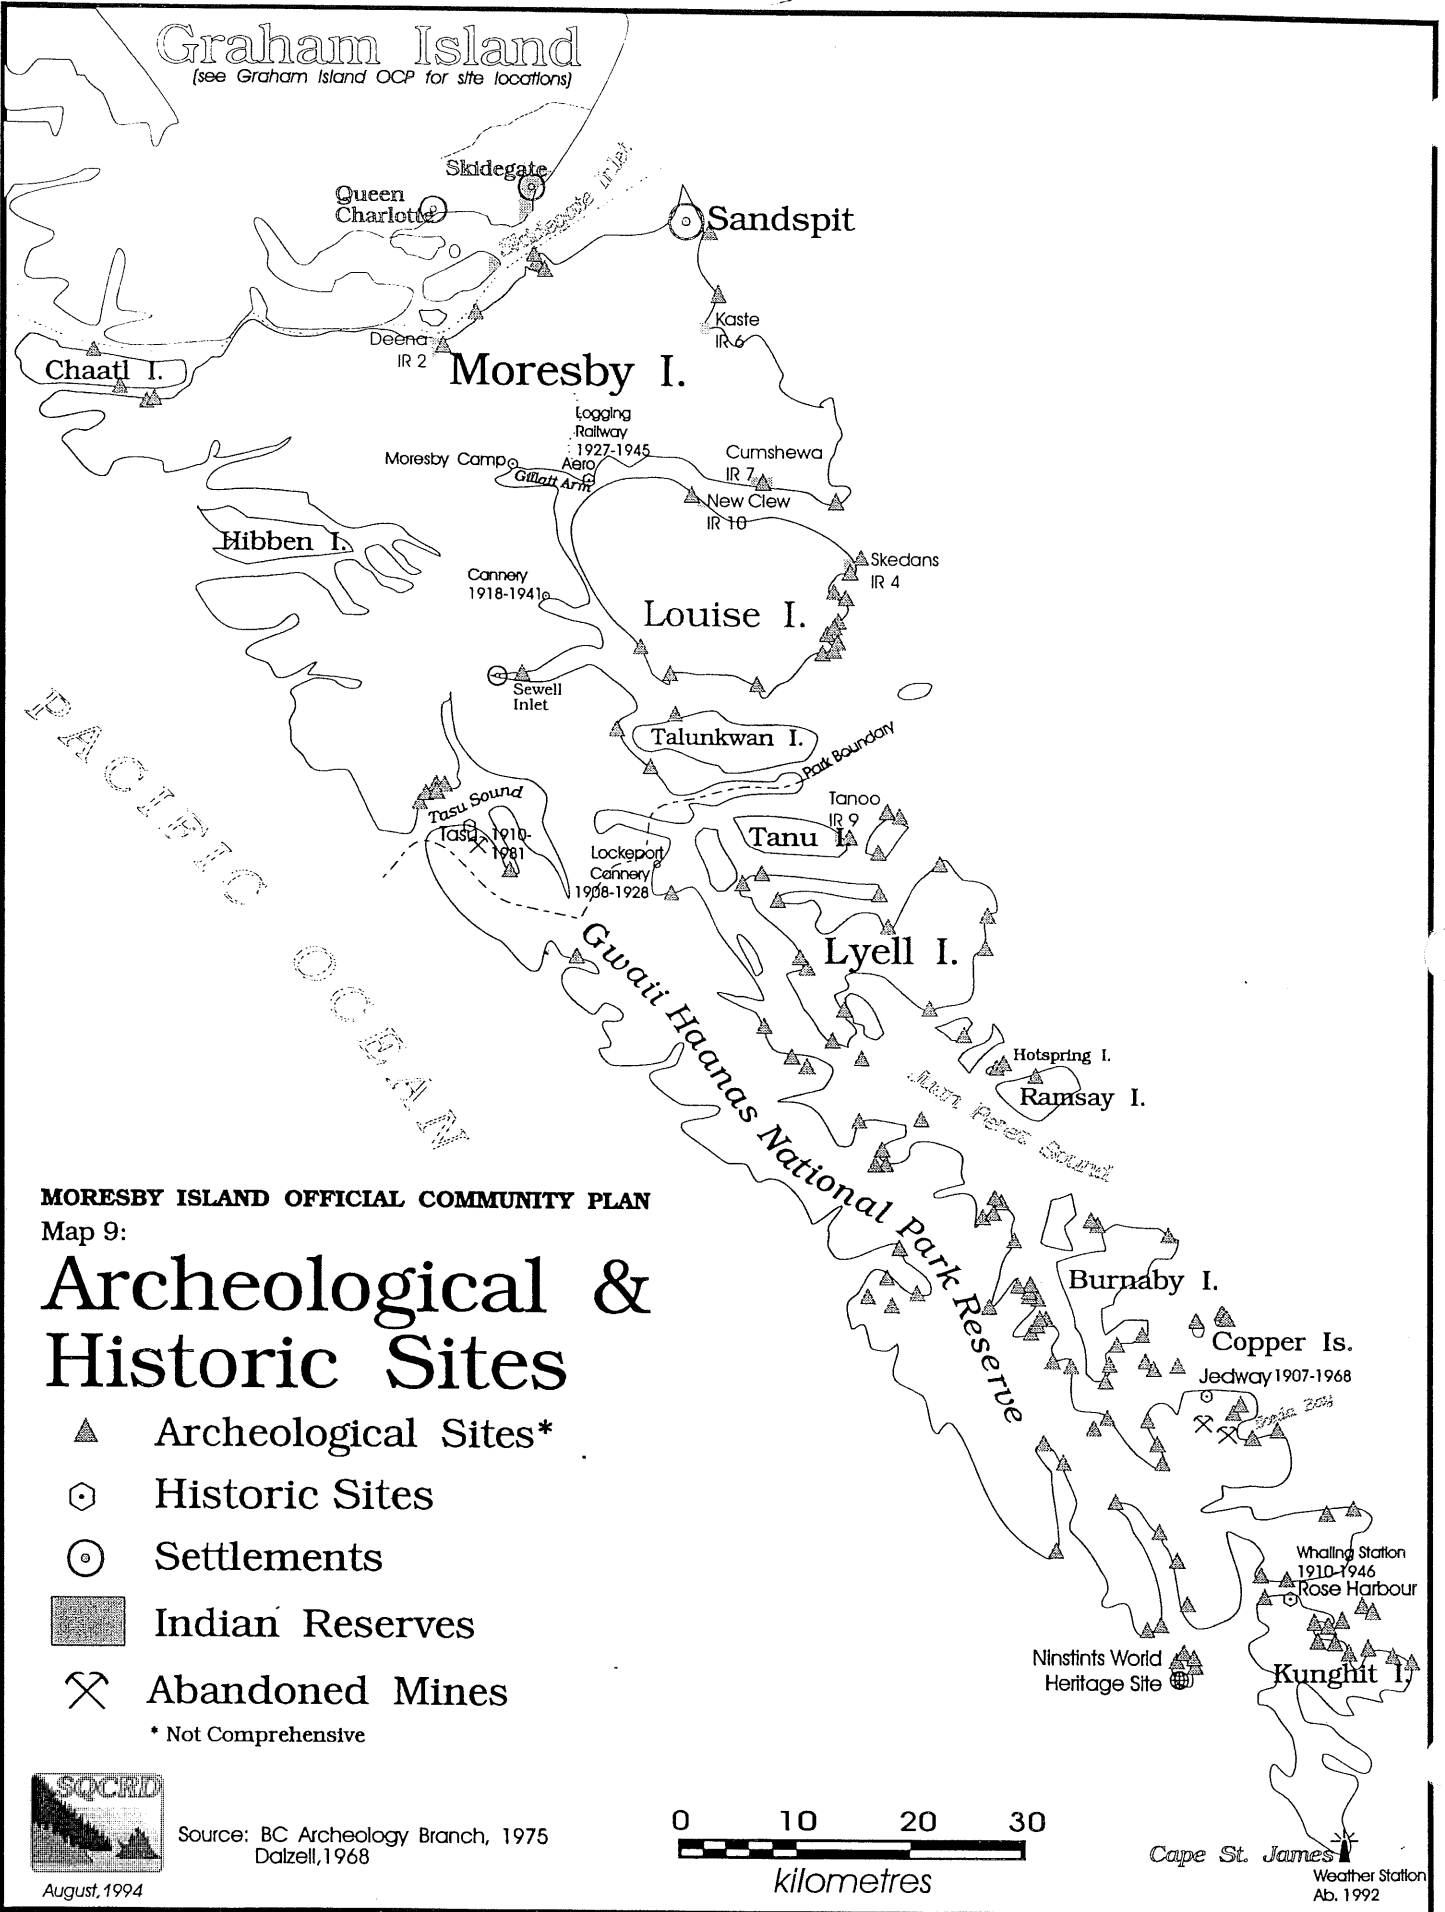 Graham Island
(see Graham Island OCP for site locations)
Skidegate
Queen
Charlotte
Skidegate Inlet
Sandspit
Kaste
IR 6
Deena
IR 2
Moresby I.
Chaatl I.
Logging
Railway
1927-1945
Moresby Camp
Aero
Gillatt Arm
Cumshewa
IR 7
New Clew
IR 10
Hibben I.
Skedans
IR 4
Cannery
1918-1941
Louise I.
Sewell
Inlet
Talunkwan I.
Park Boundary
PACIFIC OCEAN
Tasu Sound
Tasu 1910-
1981
Tanoo
IR 9
Tanu I.
Lockeport
Cannery
1908-1928
Lyell I.
Gwaii Haanas National Park Reserve
Hotspring I.
Ramsay I.
Juan Perez Sound
Burnaby I.
Copper Is.
Jedway 1907-1968
Whaling Station
1910-1946
Rose Harbour
Ninstints World
Heritage Site
Kunghit I.
Cape St. James
Weather Station
Ab. 1992
MORESBY ISLAND OFFICIAL COMMUNITY PLAN
Map 9:
Archeological &
Historic Sites
Archeological Sites*
Historic Sites
Settlements
Indian Reserves
Abandoned Mines
* Not Comprehensive
SQCRD
Source: BC Archeology Branch, 1975
Dalzell,1968
August,1994
0 10 20 30
kilometres